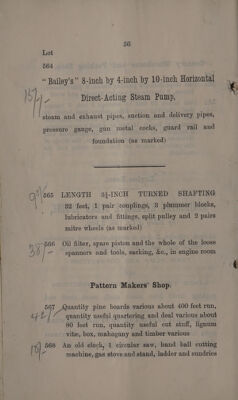 56
Lot
564
"Bailey's" 8-inch by 4-inch by 10-inch Horizontal
Direct-Acting Steam Pump,
steam and exhaust pipes, suction and delivery pipes,
pressure gauge, gun metal cocks, guard rail and
foundation (as marked)
565 LENGTH 3½-INCH TURNED SHAFTING
32 feet, 1 pair couplings, 3 plummer blocks,
lubricators and fittings, split pulley and 2 pairs
mitre wheels (as marked)
566 Oil filter, spare piston and the whole of the loose
spanners and tools, sacking, &c., in engine room
Pattern Makers' Shop.
567 Quantity pine boards various about 400 feet run,
quantity useful quartering and deal various about
80 feet run, quantity useful cut stuff, lignum
vitæ, box, mahogany and timber various
568 An old clock, 1 circular saw, band ball cutting
machine, gas stove and stand, ladder and sundries